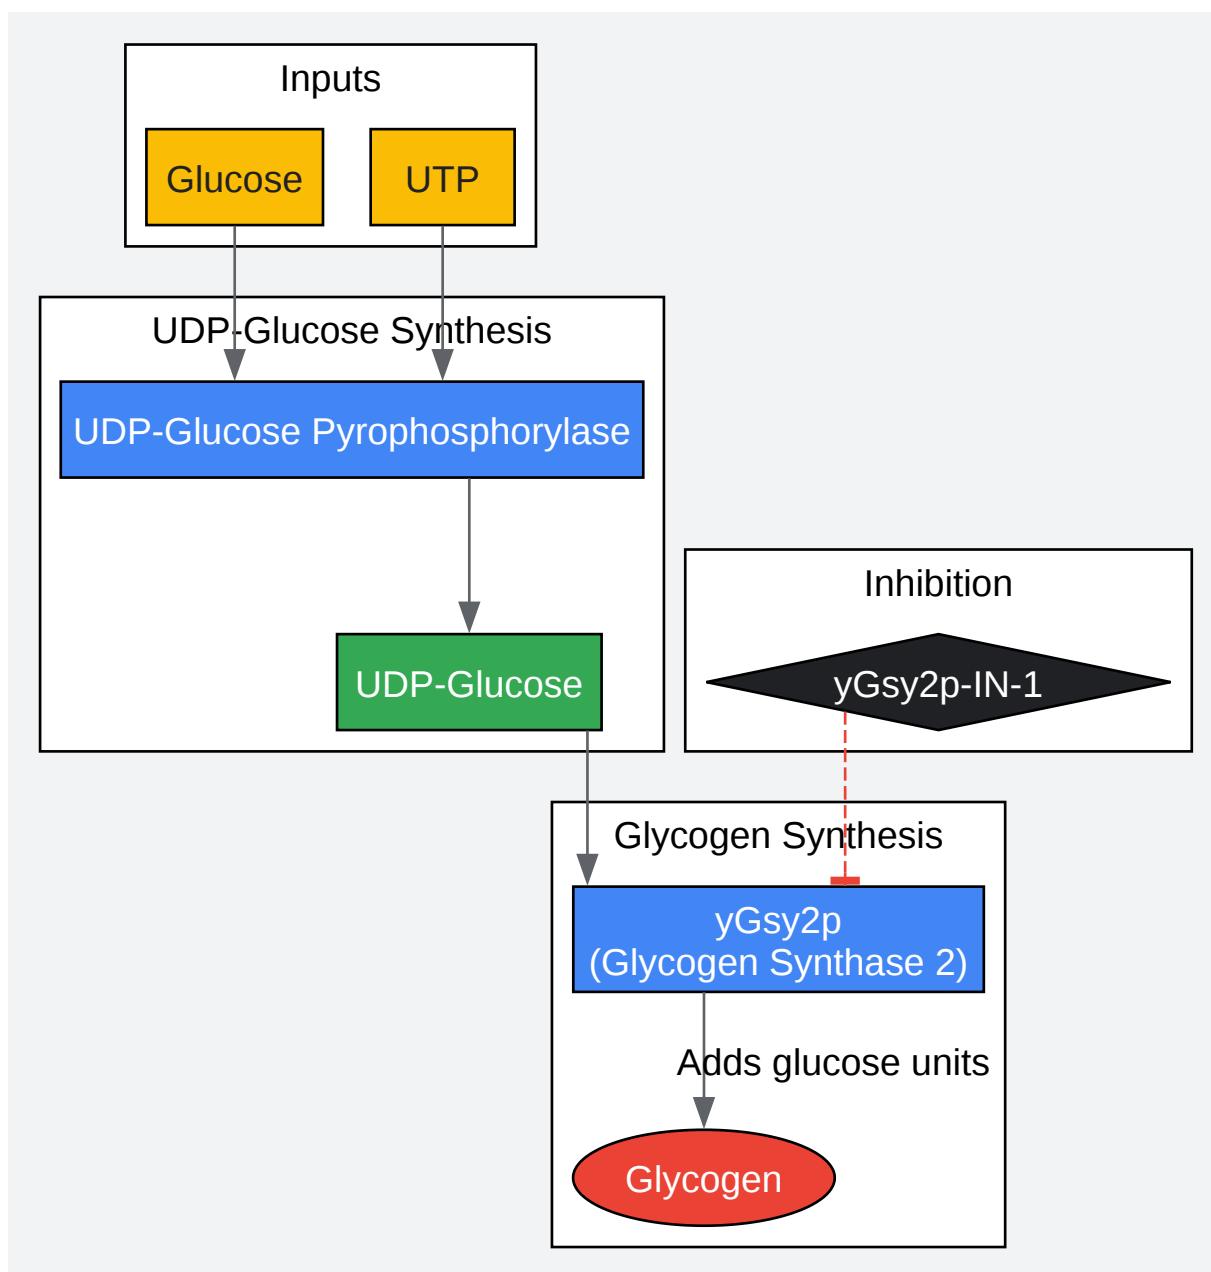 Inputs
Glucose
UTP
UDP-Glucose Synthesis
UDP-Glucose Pyrophosphorylase
UDP-Glucose
Inhibition
yGsy2p-IN-1
Glycogen Synthesis
yGsy2p
(Glycogen Synthase 2)
Adds glucose units
Glycogen